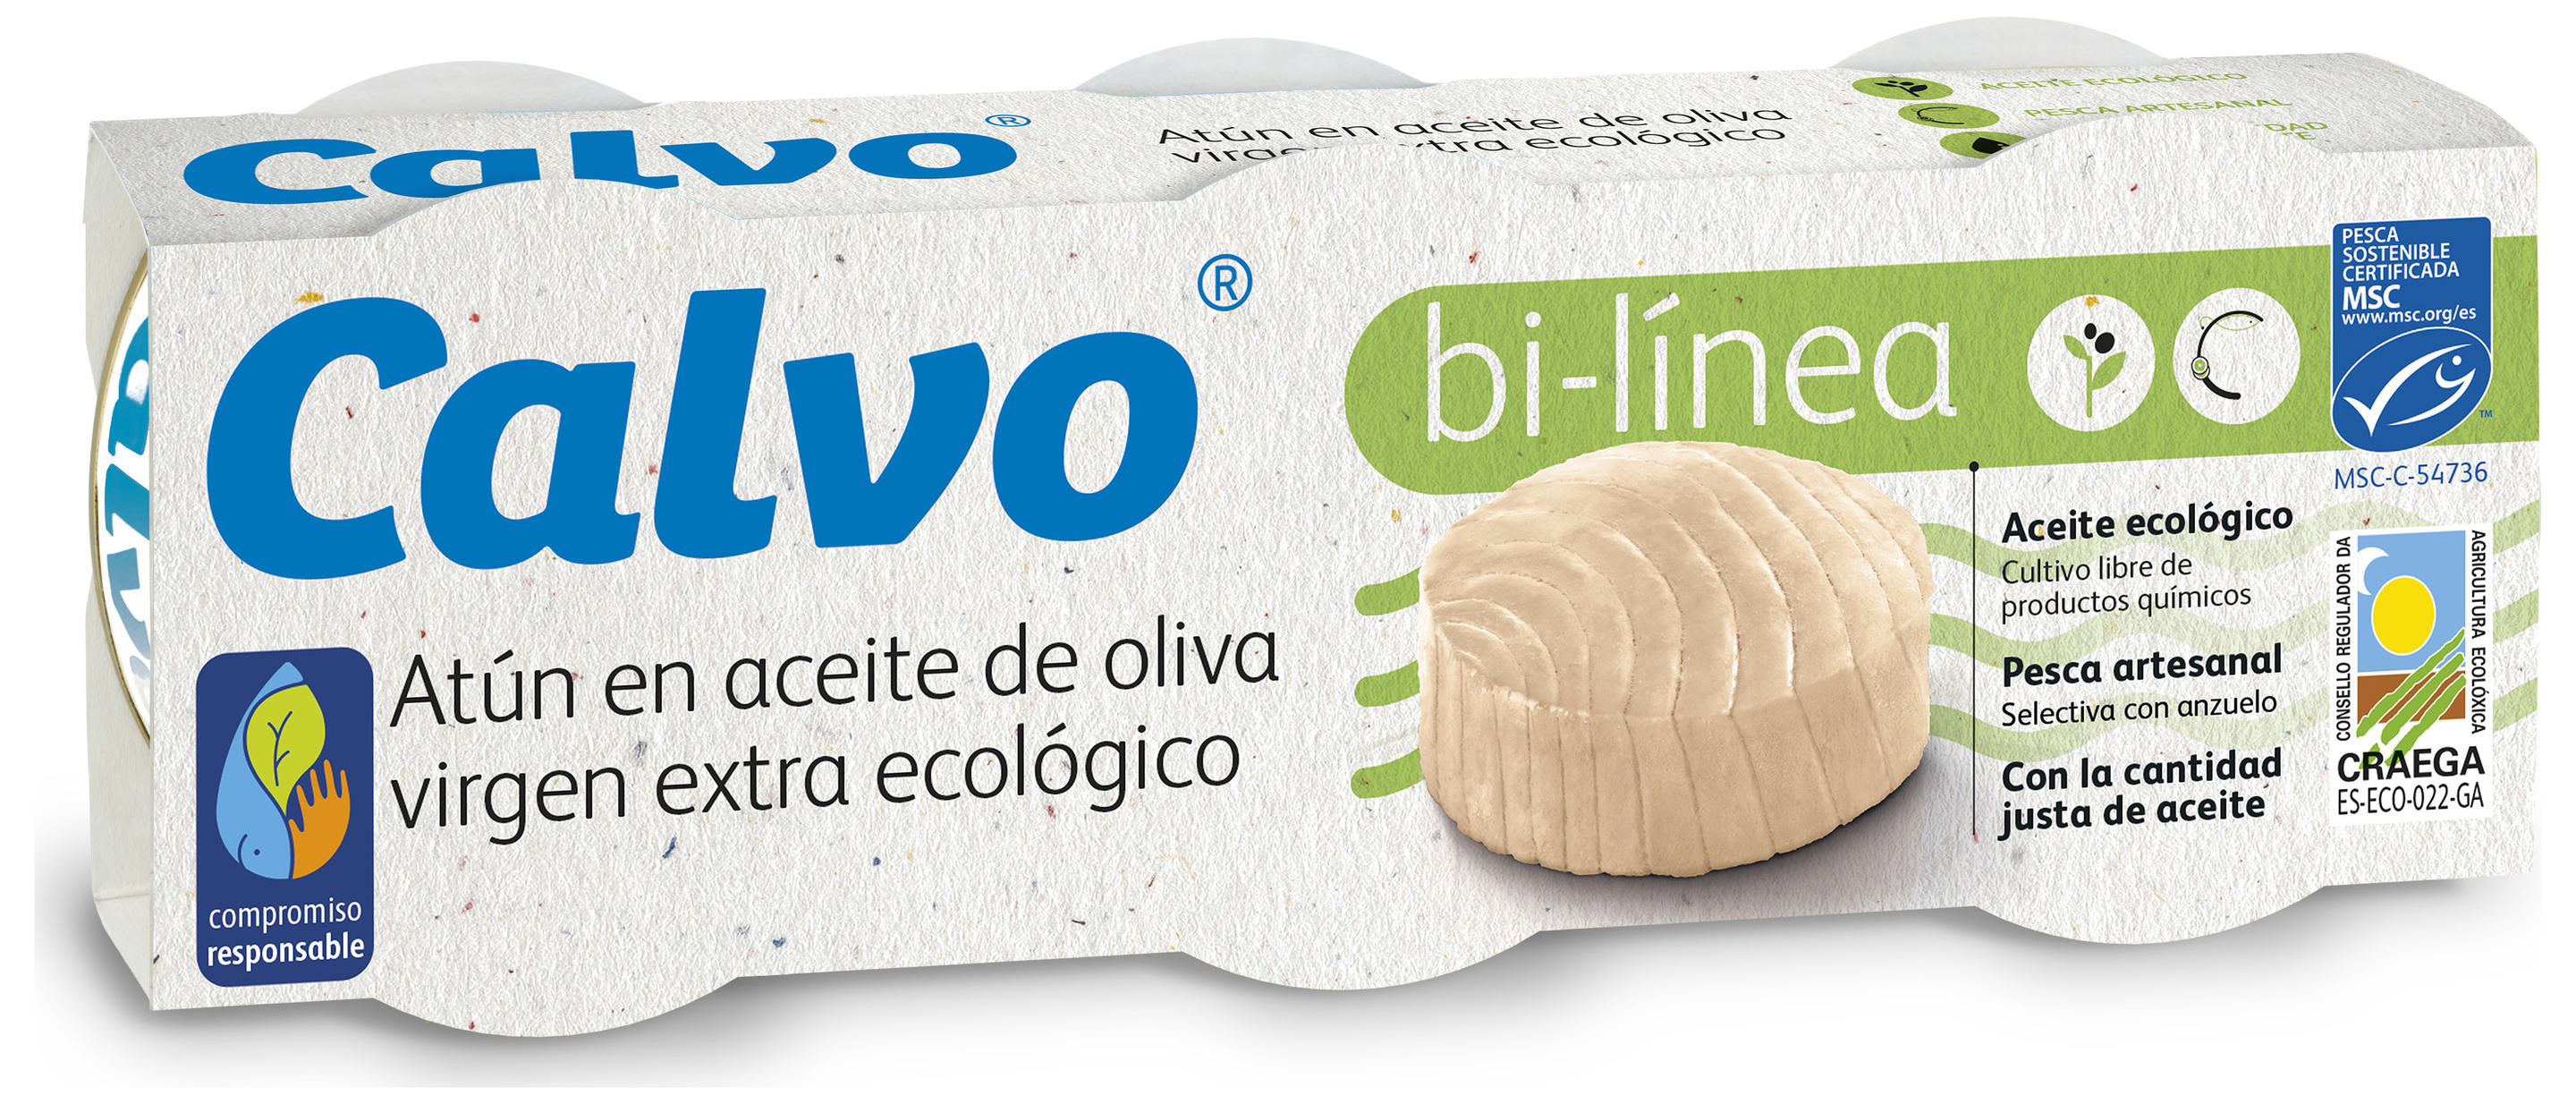 Calvo®
Atún en aceite de oliva
extra ecológico
ACEITE ECOLÓGICO
PESCA ARTESANAL
Calvo®
Atún en aceite de oliva
virgen extra ecológico
compromiso
responsable
bi-línea
Aceite ecológico
Cultivo libre de
productos químicos
Pesca artesanal
Selectiva con anzuelo
Con la cantidad
justa de aceite
PESCA
SOSTENIBLE
CERTIFICADA
MSC
www.msc.org/es
TM
MSC-C-54736
CONSELLO REGULADOR DA
AGRICULTURA ECOLÓXICA
CRAEGA
ES-ECO-022-GA